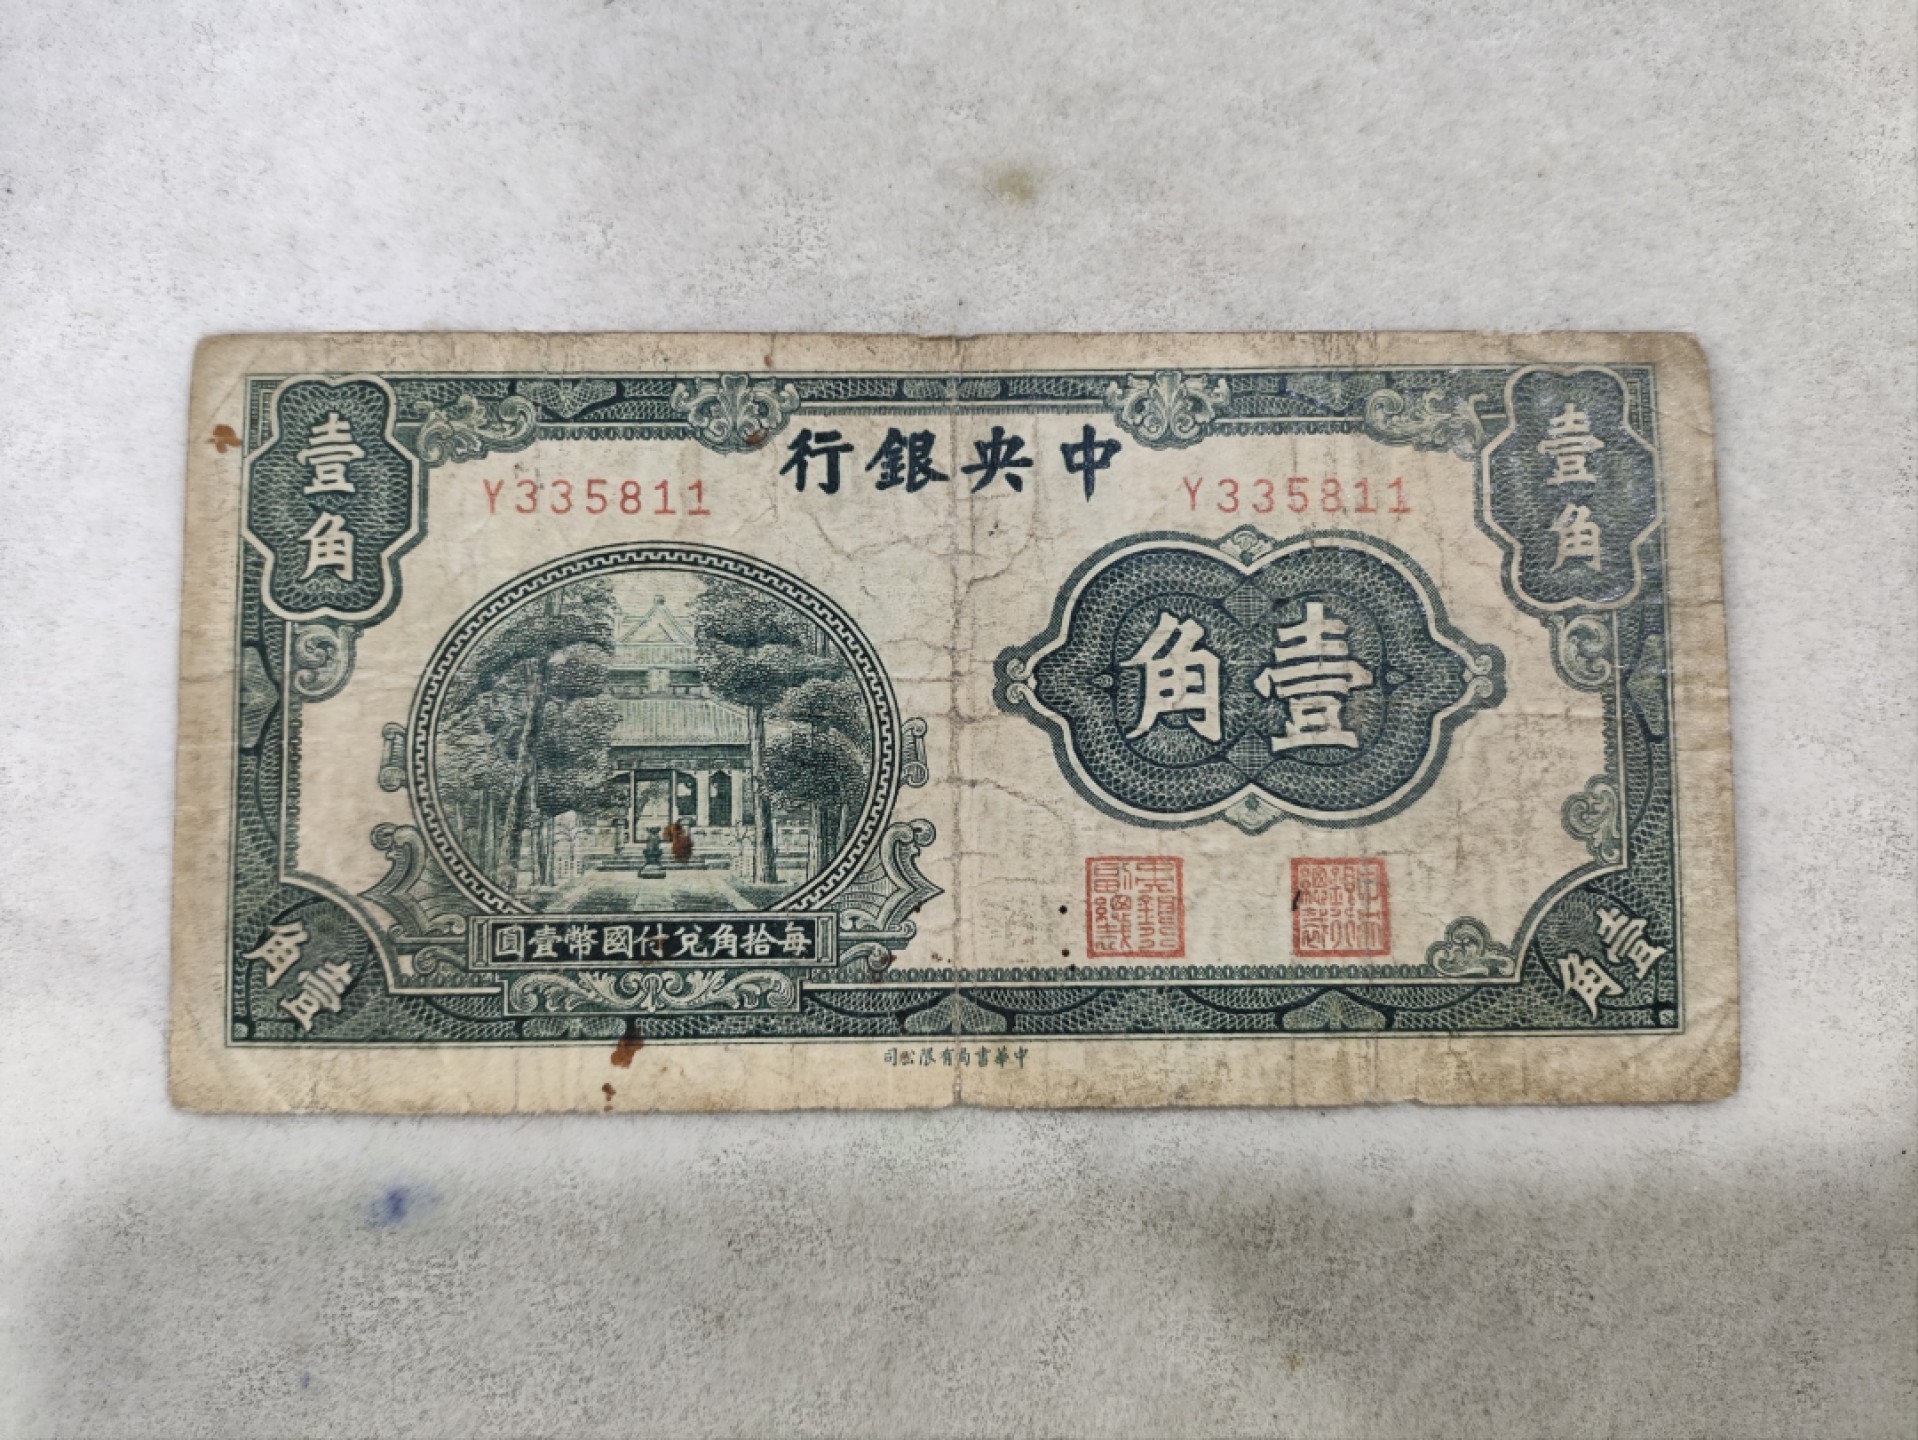 中央銀行
Y335811
Y335811
壹角
壹角
壹角
每拾角兌付國幣壹圓
壹角
壹角
中華書局有限公司